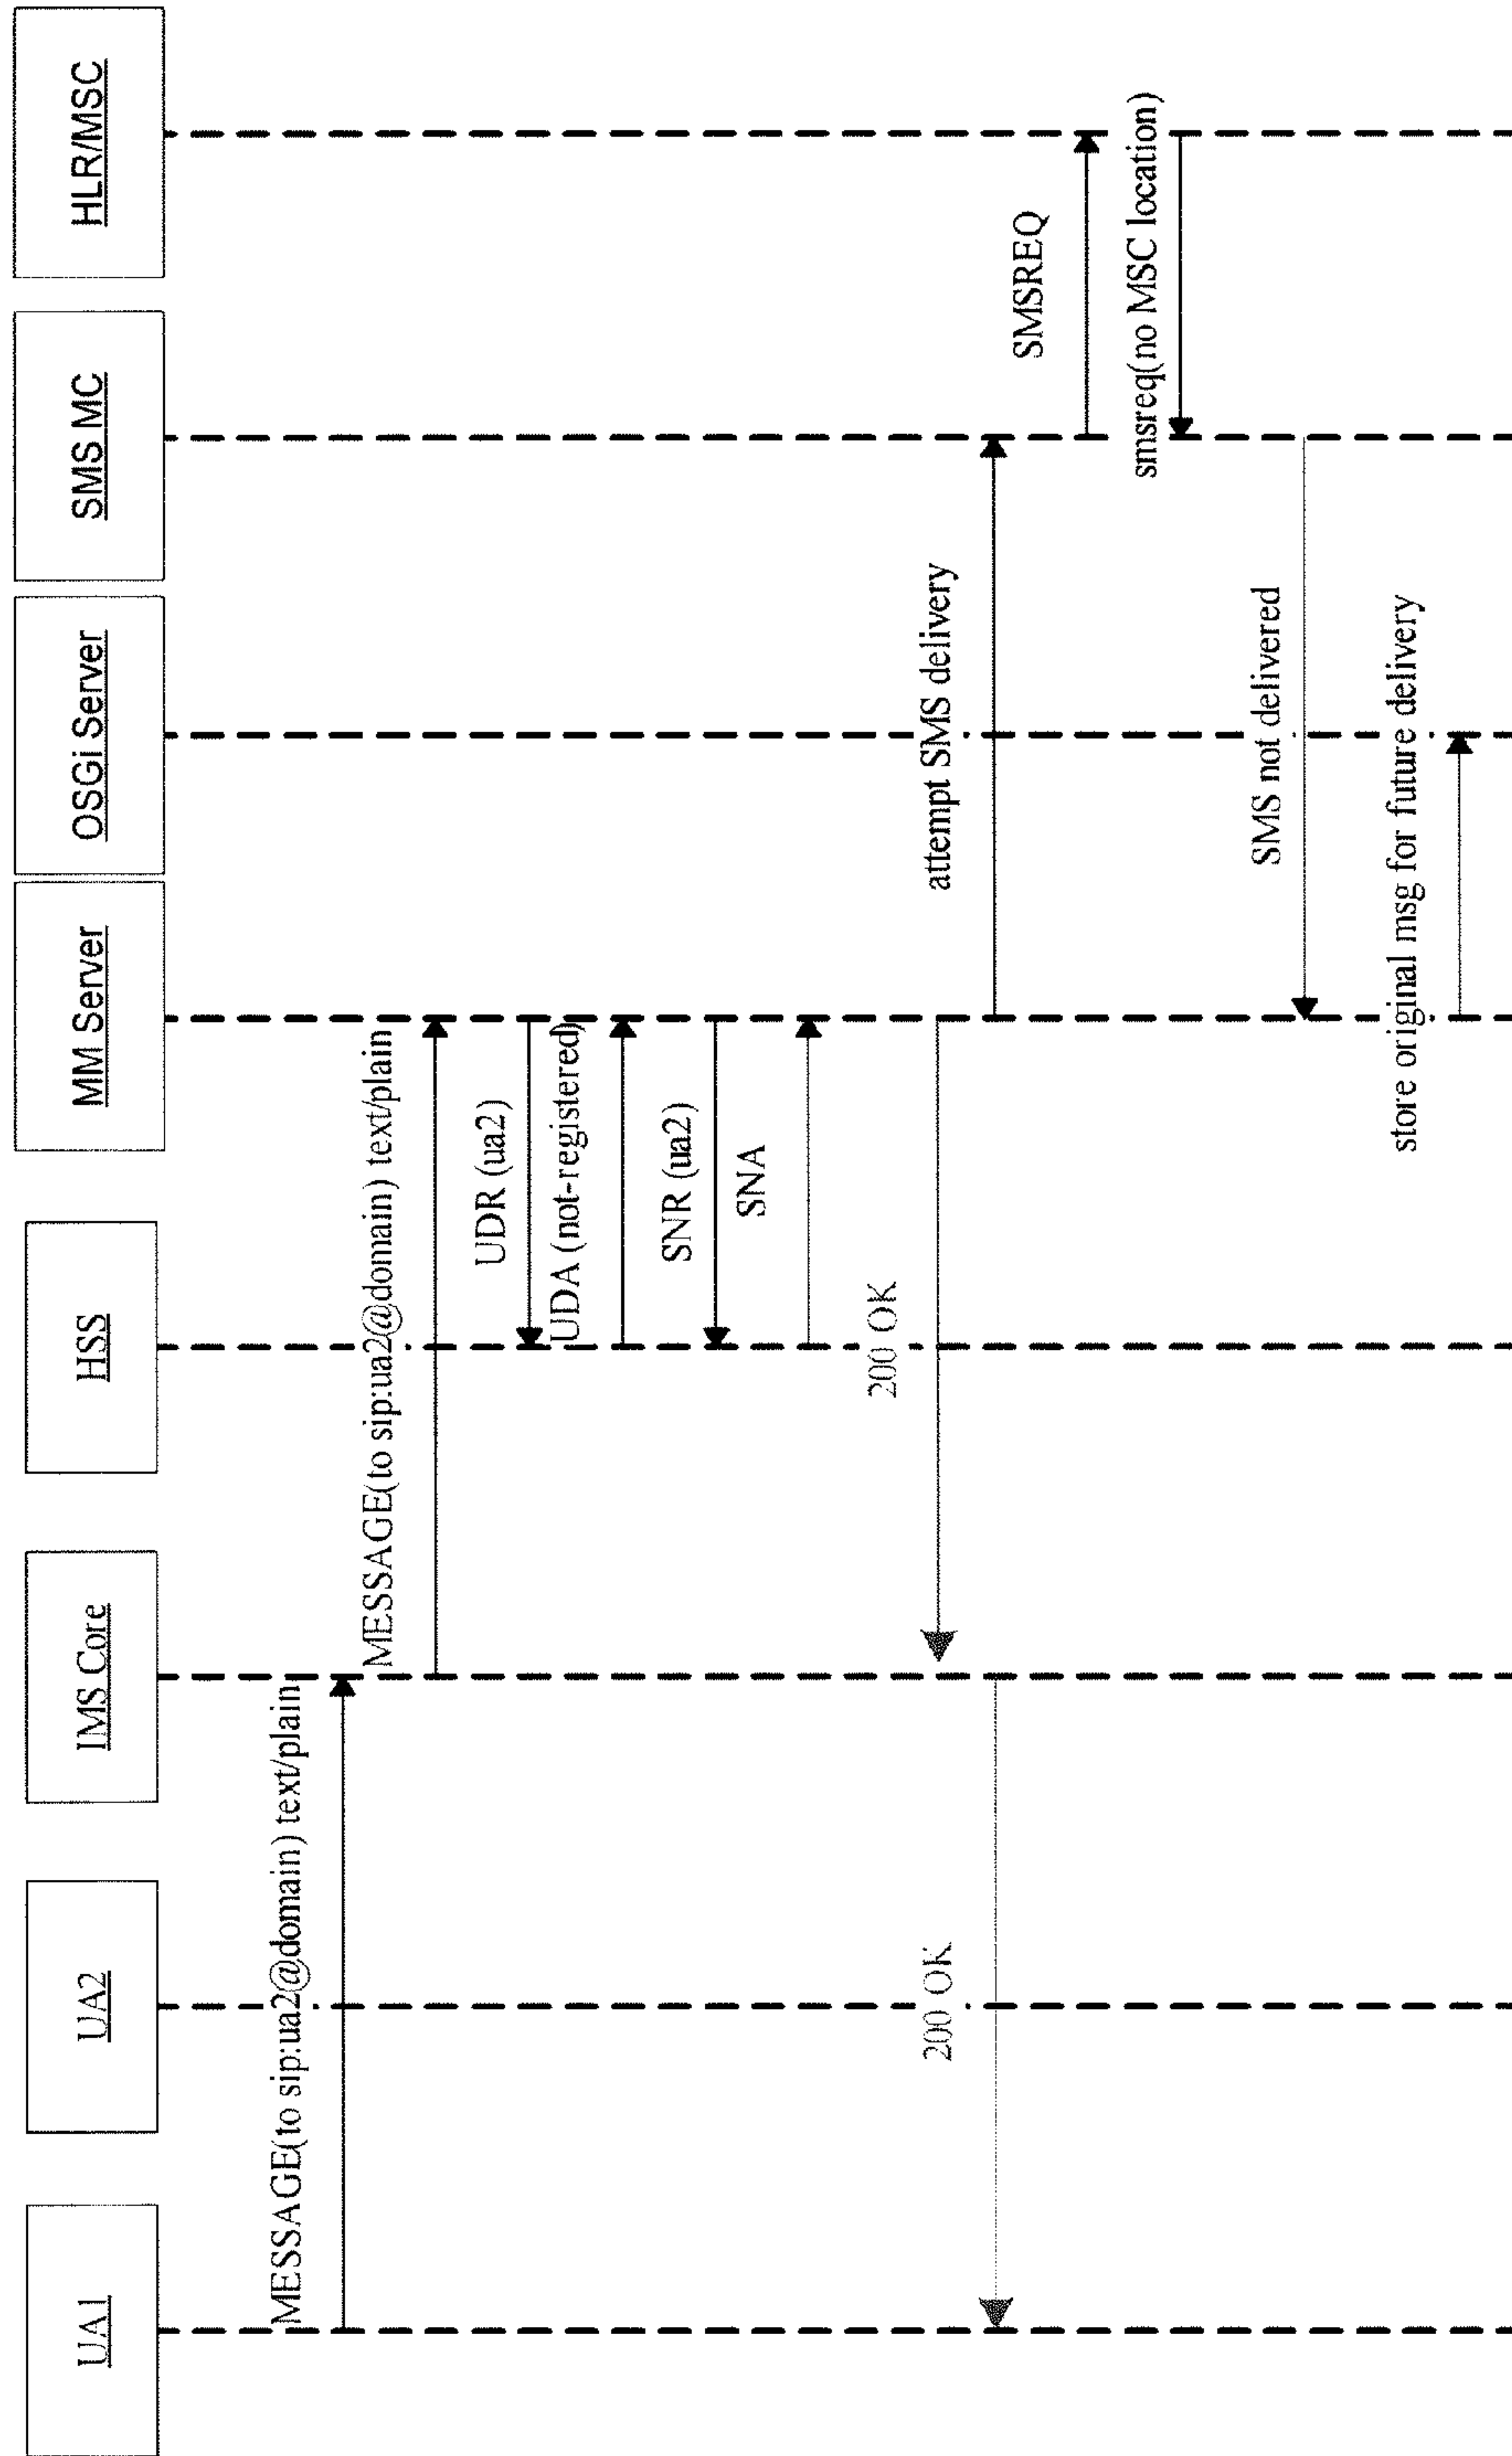 UA1
UA2
IMS Core
HSS
MM Server
OSGi Server
SMS MC
HLR/MSC
MESSAGE(to sip:ua2@domain) text/plain
MESSAGE(to sip:ua2@domain) text/plain
UDR (ua2)
UDA (not-registered)
SNR (ua2)
SNA
200 OK
200 OK
attempt SMS delivery
SMSREQ
smsreq(no MSC location)
SMS not delivered
store original msg for future delivery